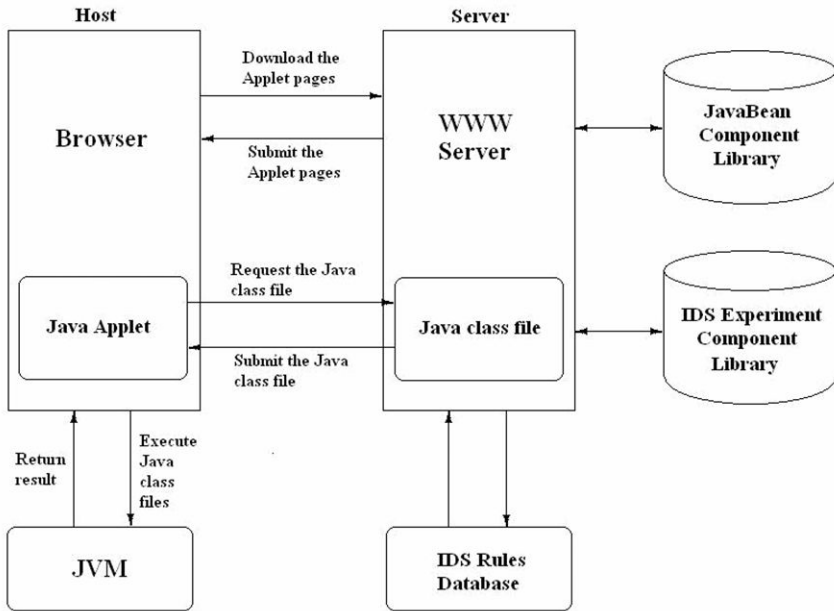 Host
Server
Download the
Applet pages
Browser
WWW
Server
Submit the
Applet pages
JavaBean
Component
Library
Request the Java
class file
Java Applet
Java class file
Submit the Java
class file
IDS Experiment
Component
Library
Return
result
Execute
Java
class
files
JVM
IDS Rules
Database